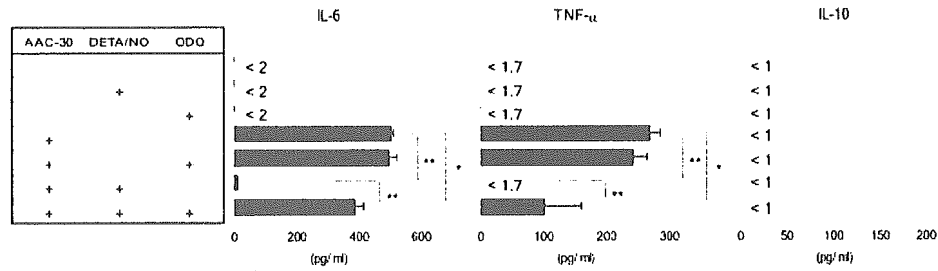 IL-6 TNF-α IL-10
AAC-30 DETA/NO ODQ
< 2 < 1.7 < 1
+ < 2 < 1.7 < 1
+ < 2 < 1.7 < 1
+ < 1
+ + ** * ** * < 1
+ + ** < 1.7 ** < 1
+ + + < 1
0 200 400 600 0 100 200 300 0 50 100 150 200
(pg/ml) (pg/ml) (pg/ml)